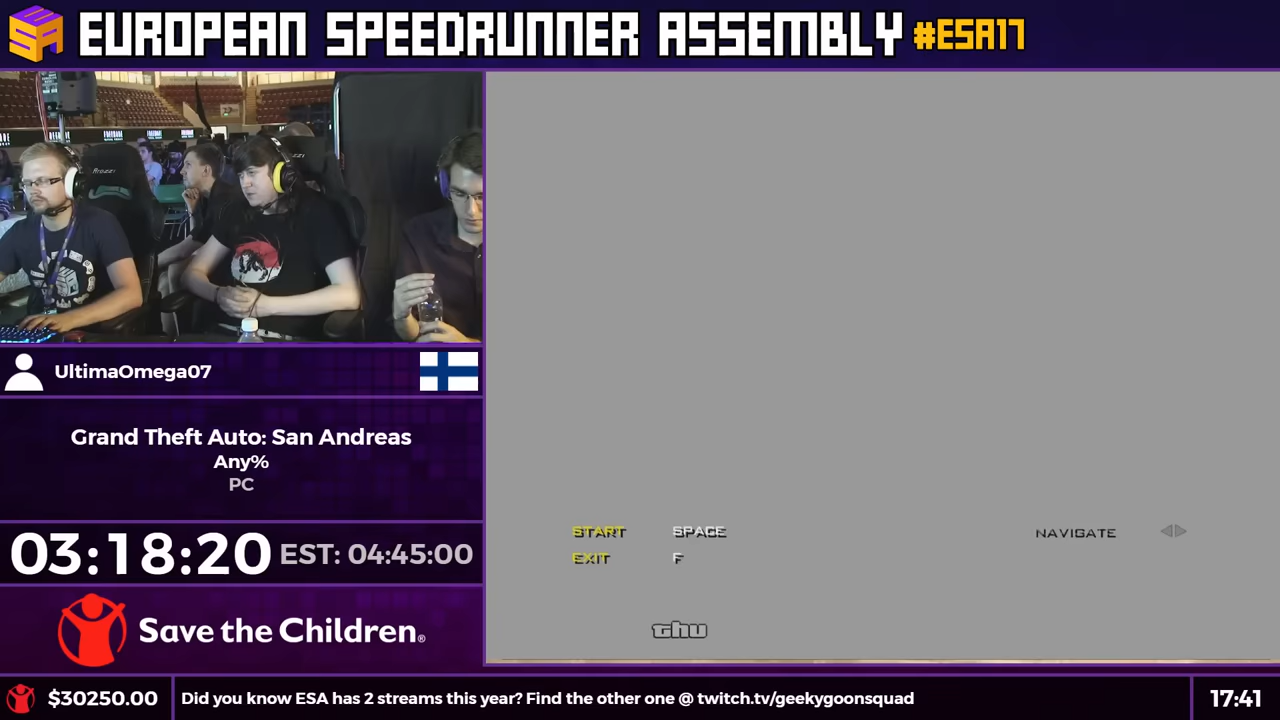 EUROPEAN SPEEDRUNNER ASSEMBLY #ESA17
UltimaOmega07
Grand Theft Auto: San Andreas
Any%
PC
03:18:20 EST: 04:45:00
Save the Children®
START SPACE
EXIT F
NAVIGATE
Thu
$30250.00 Did you know ESA has 2 streams this year? Find the other one @ twitch.tv/geekygoonsquad 17:41